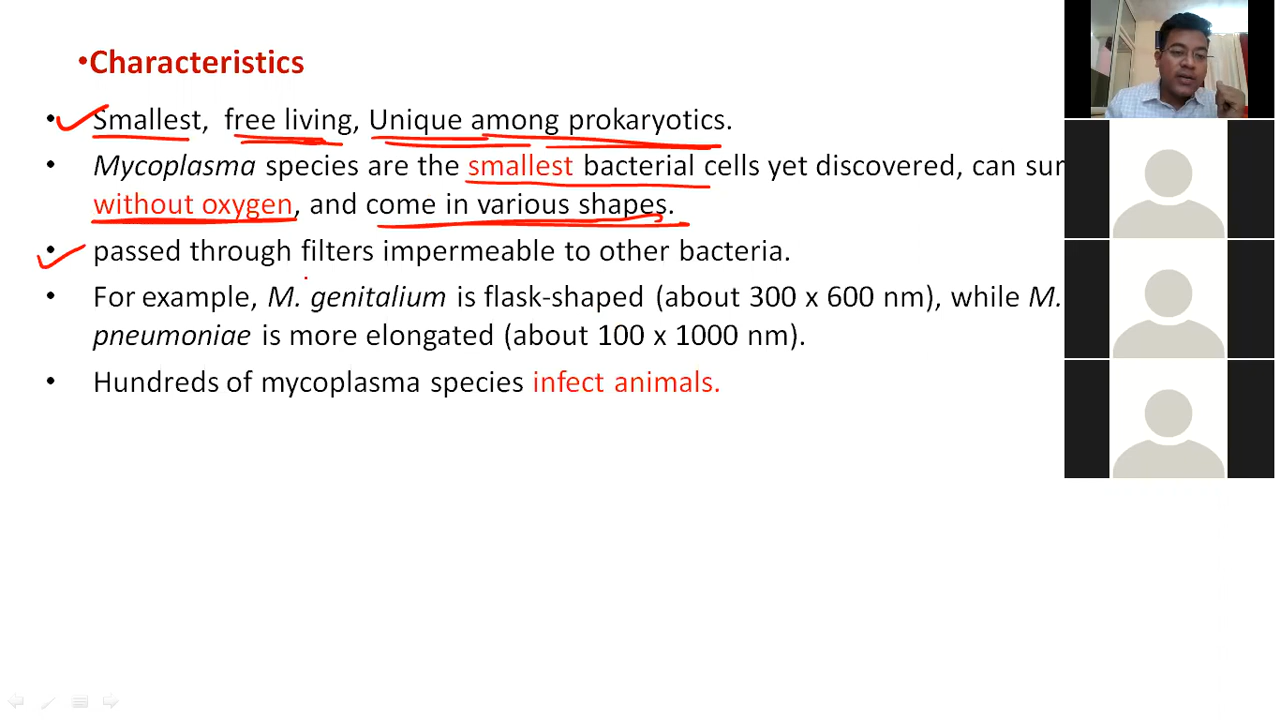 •Characteristics
• Smallest, free living, Unique among prokaryotics.
• Mycoplasma species are the smallest bacterial cells yet discovered, can
without oxygen, and come in various shapes.
• passed through filters impermeable to other bacteria.
• For example, M. genitalium is flask-shaped (about 300 x 600 nm), while M.
pneumoniae is more elongated (about 100 x 1000 nm).
• Hundreds of mycoplasma species infect animals.